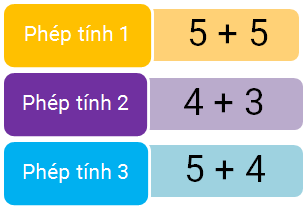 Phép tính 1 5 + 5
Phép tính 2 4 + 3
Phép tính 3 5 + 4